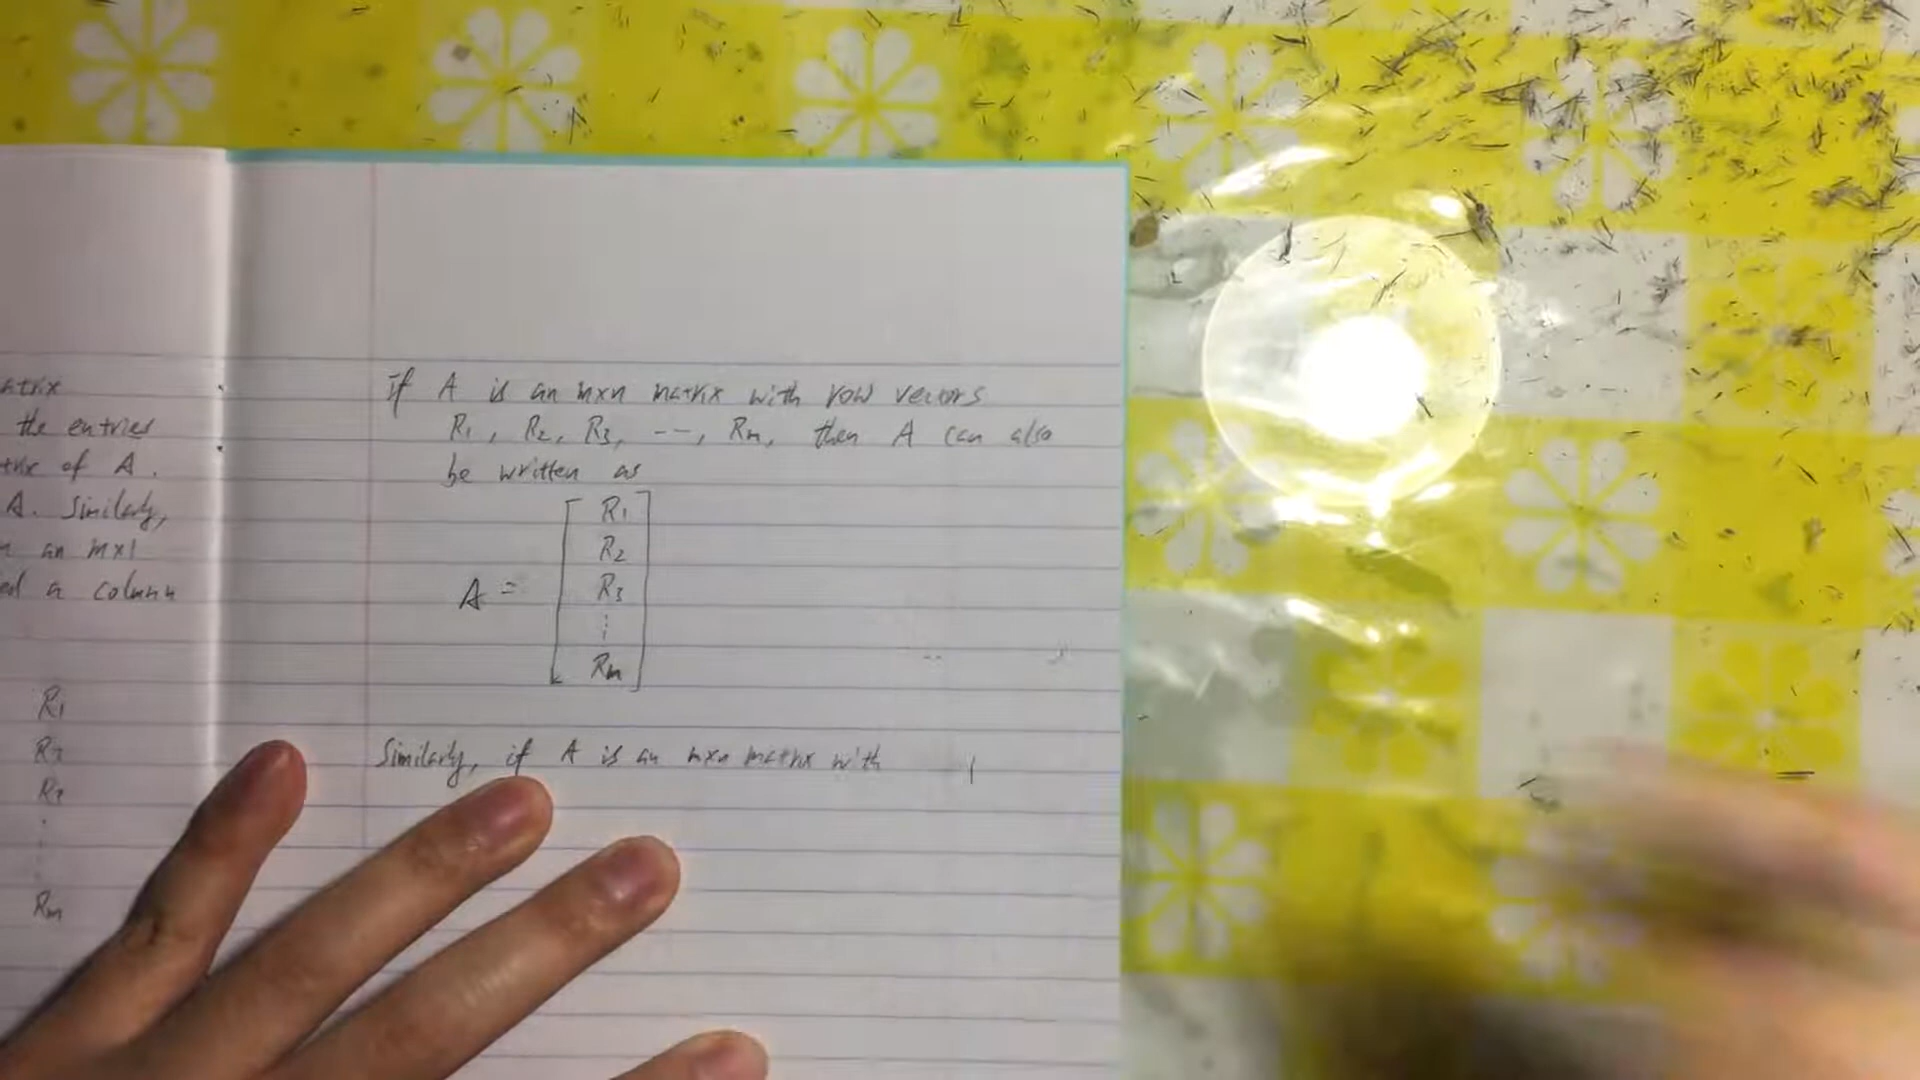 the entries
of A.
A. Similarly,
an mx1
a column
R1
R2
R3
Rm
if A is an mxn matrix with row vectors
R1, R2, R3, ---, Rm, then A can also
be written as
A = [ R1
R2
R3
⋮
Rm ]
Similarly, if A is an mxn matrix with